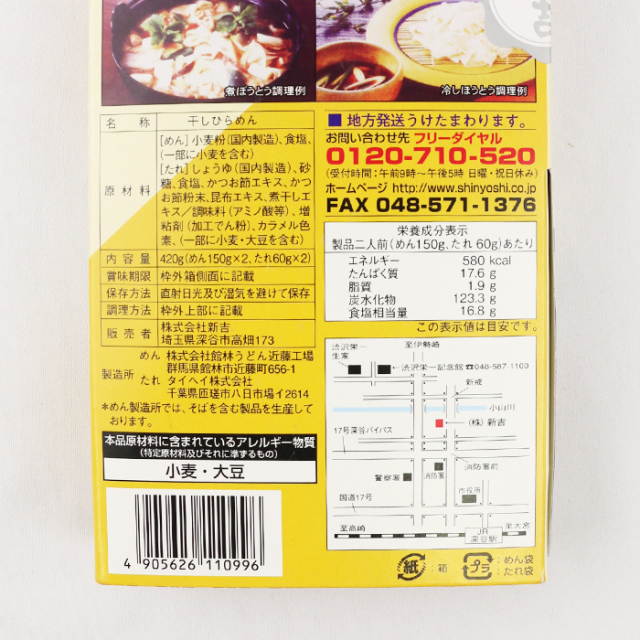 煮ぼうとう調理例
冷しぼうとう調理例
名称 干しひらめん
原材料 [めん] 小麦粉(国内製造)、食塩、
(一部に小麦を含む)
[たれ] しょうゆ(国内製造)、砂
糖、食塩、かつお節エキス、かつ
お節粉末、昆布エキス、煮干しエ
キス/調味料(アミノ酸等)、増
粘剤(加工でん粉)、カラメル色
素、(一部に小麦・大豆を含む)
内容量 420g(めん150g×2、たれ60g×2)
賞味期限 枠外箱側面に記載
保存方法 直射日光及び湿気を避けて保存
調理方法 枠外上部に記載
販売者 株式会社新吉
埼玉県深谷市高畑173
製造所 めん 株式会社館林うどん近藤工場
群馬県館林市近藤町656-1
たれ タイヘイ株式会社
千葉県匝瑳市八日市場イ2614
*めん製造所では、そばを含む製品を生産して
おります。
本品原材料に含まれているアレルギー物質
(特定原材料及びそれに準ずるもの)
小麦・大豆
4 905626 110996
■ 地方発送うけたまわります。
お問い合わせ先 フリーダイヤル
0120-710-520
(受付時間:午前9時〜午後5時 日曜・祝日休み)
ホームページ http://www.shinyoshi.co.jp
FAX 048-571-1376
栄養成分表示
製品二人前(めん150g、たれ60g)あたり
エネルギー 580 kcal
たんぱく質 17.6 g
脂質 1.9 g
炭水化物 123.3 g
食塩相当量 16.8 g
この表示値は目安です。
渋沢栄一
生家
至伊勢崎
渋沢栄一記念館 ☎048-587-1100
新戒
小山川
17号深谷バイパス
(株)新吉
警察署
消防署
消防署前
国道17号
市役所
至高崎
JR
深谷駅
至大宮
紙 :箱
プラ :めん袋
:たれ袋